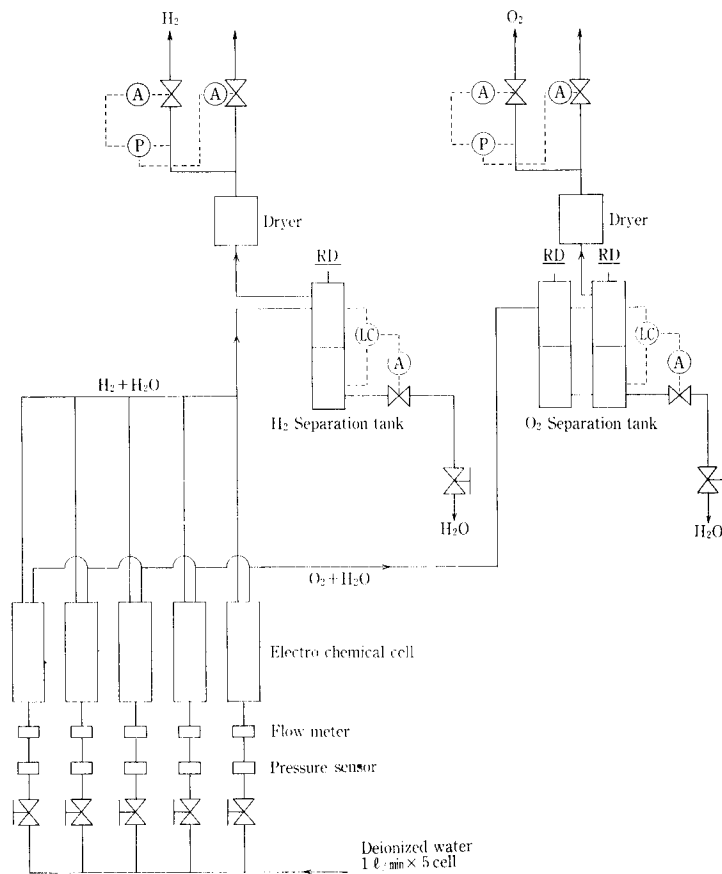 H₂
O₂
A
A
A
A
P
P
Dryer
Dryer
RD
RD
RD
LC
LC
A
A
H₂+H₂O
H₂ Separation tank
O₂ Separation tank
H₂O
H₂O
O₂+H₂O
Electro chemical cell
Flow meter
Pressure sensor
Deionized water
1 ℓ/min × 5 cell